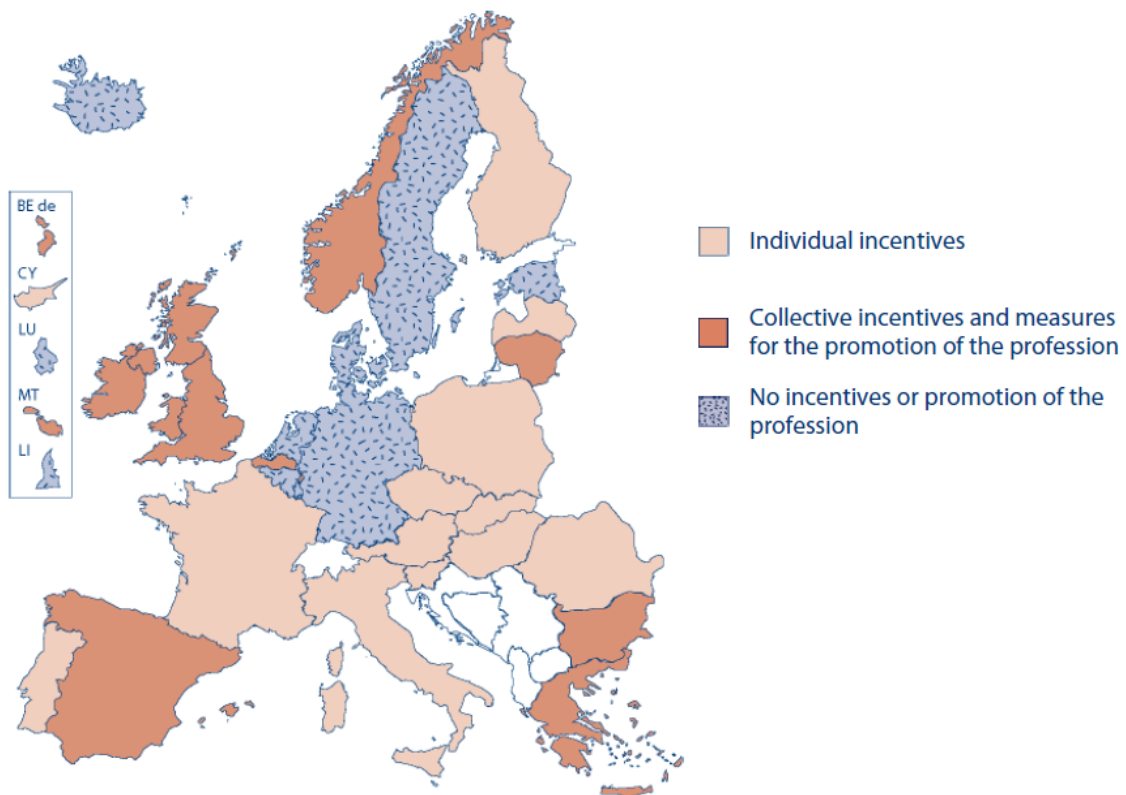 BE de
CY
LU
MT
LI
Individual incentives
Collective incentives and measures
for the promotion of the profession
No incentives or promotion of the
profession